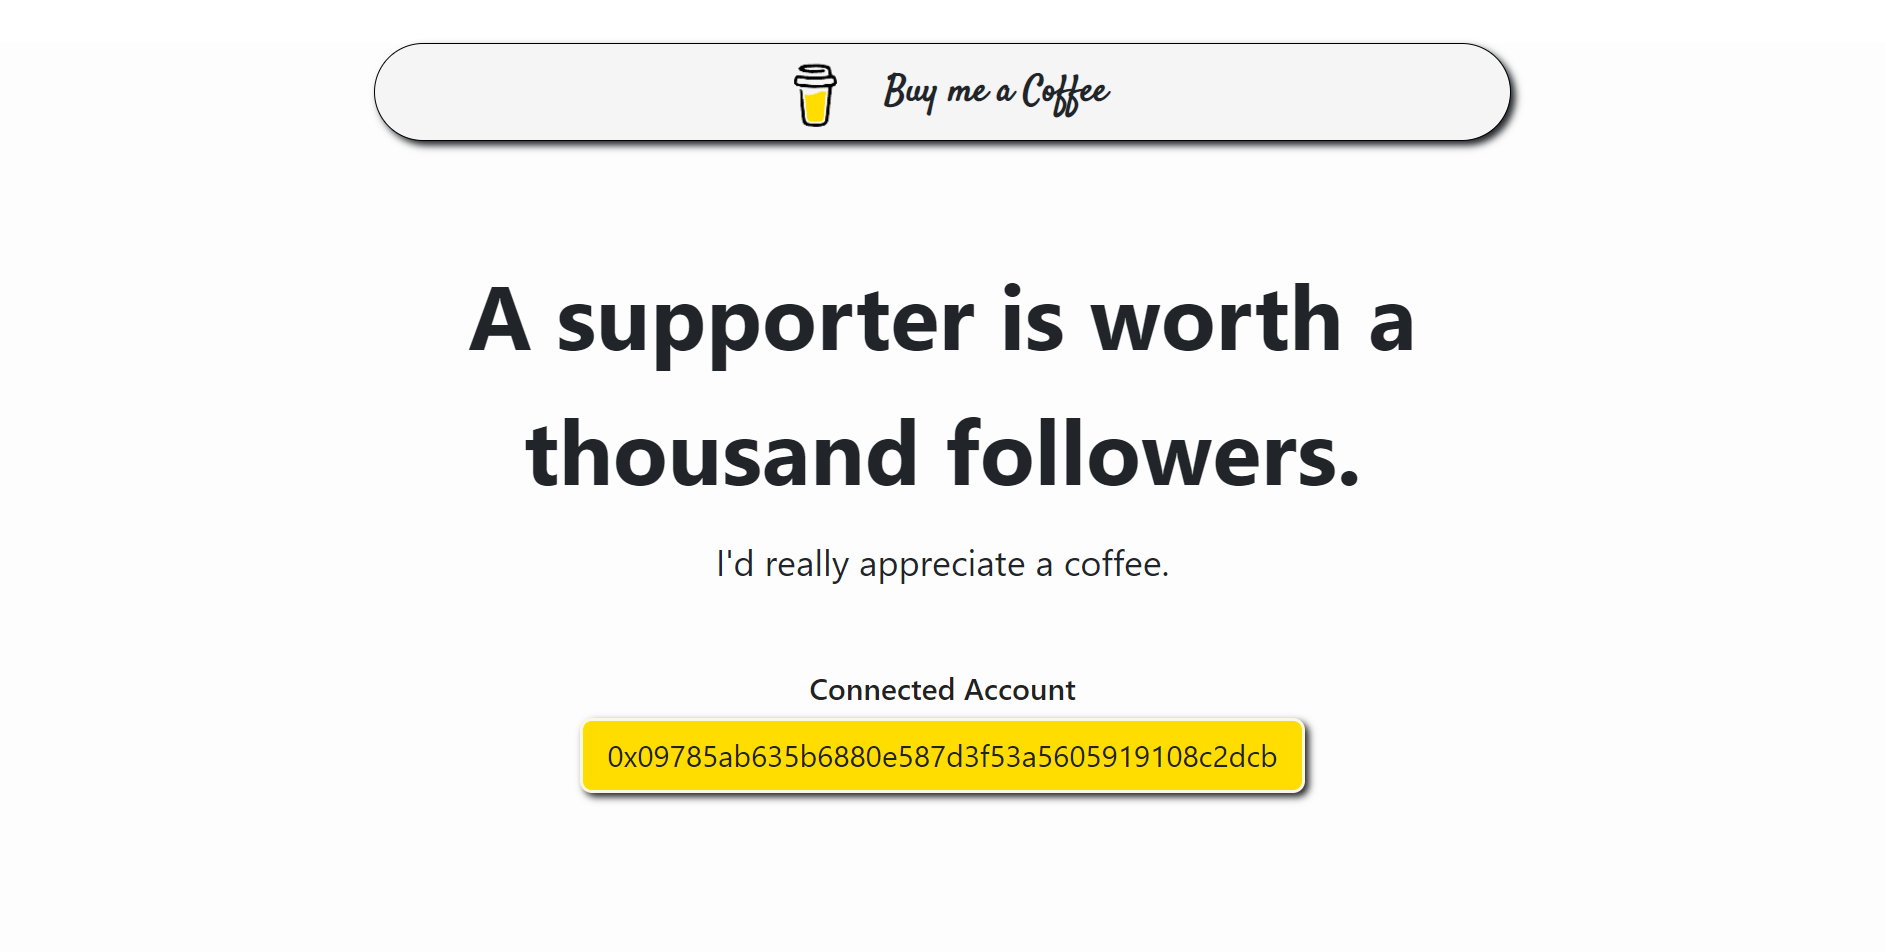 Buy me a Coffee
A supporter is worth a
thousand followers.
I'd really appreciate a coffee.
Connected Account
0x09785ab635b6880e587d3f53a5605919108c2dcb